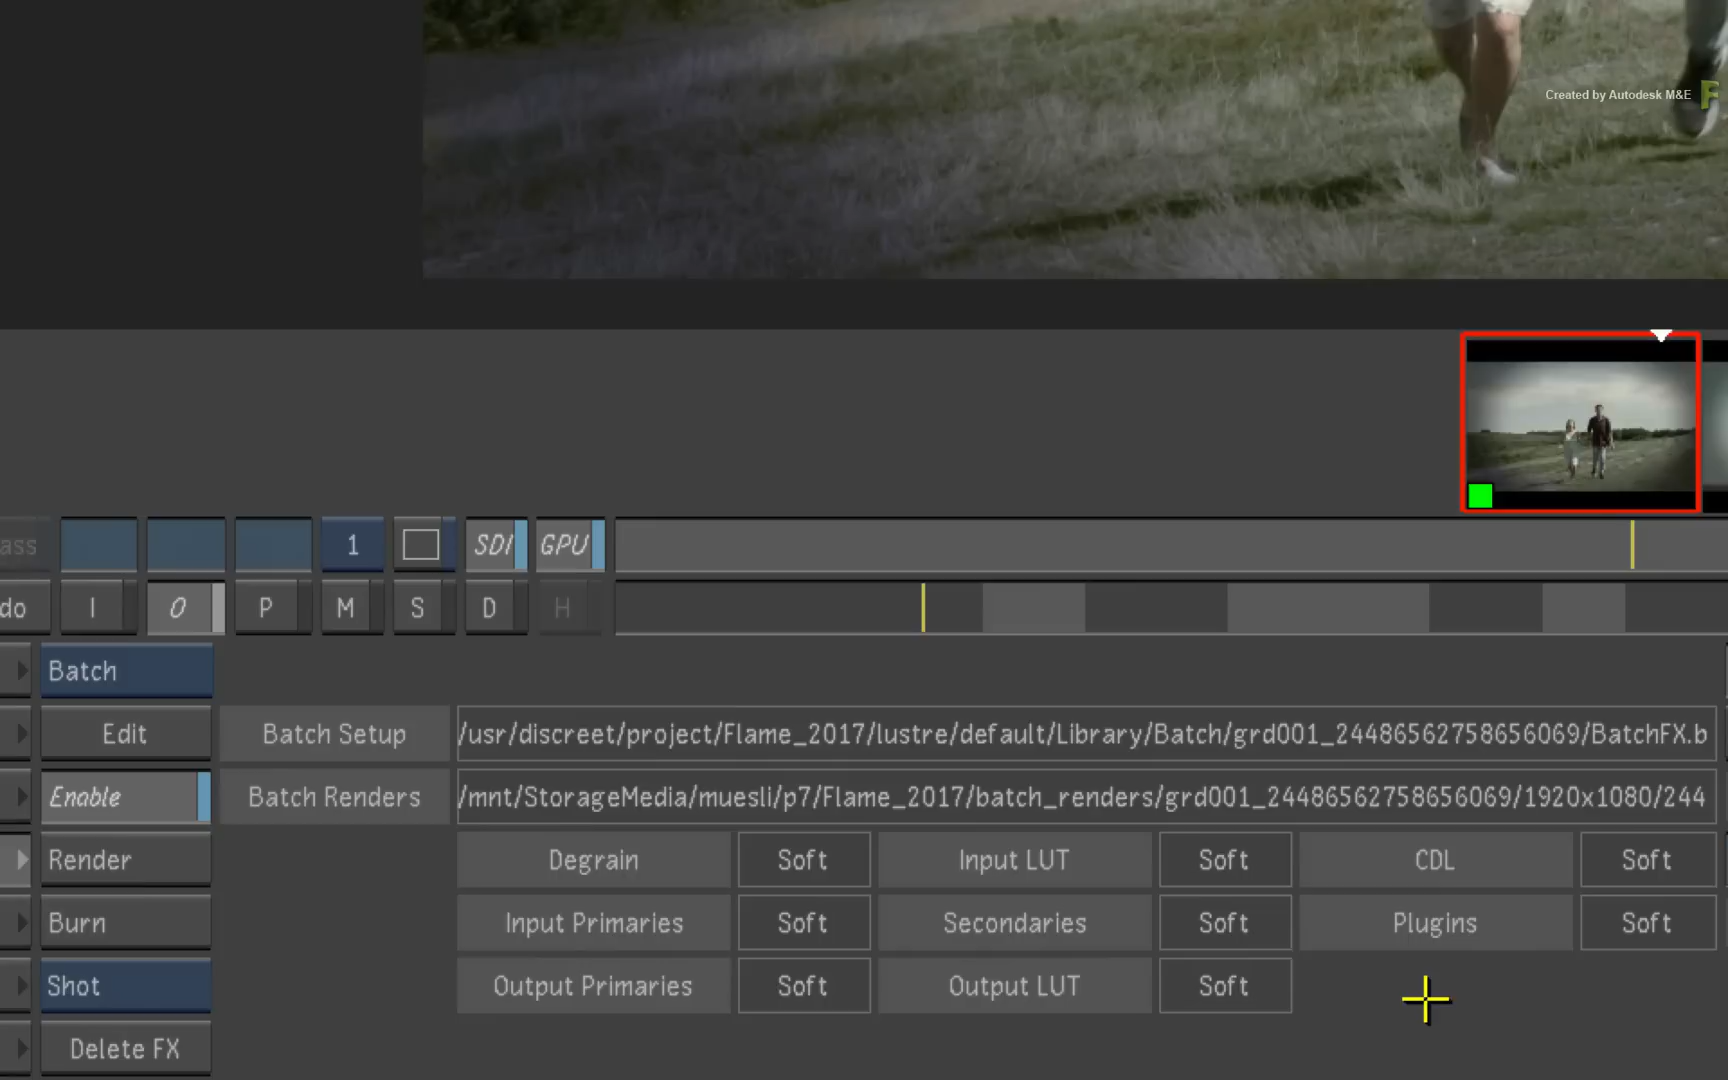 Created by Autodesk M&E
ass 1 SDI GPU
do I O P M S D H
Batch
Edit Batch Setup /usr/discreet/project/Flame_2017/lustre/default/Library/Batch/grd001_24486562758656069/BatchFX.b
Enable Batch Renders /mnt/StorageMedia/muesli/p7/Flame_2017/batch_renders/grd001_24486562758656069/1920x1080/244
Render Degrain Soft Input LUT Soft CDL Soft
Burn Input Primaries Soft Secondaries Soft Plugins Soft
Shot Output Primaries Soft Output LUT Soft
Delete FX